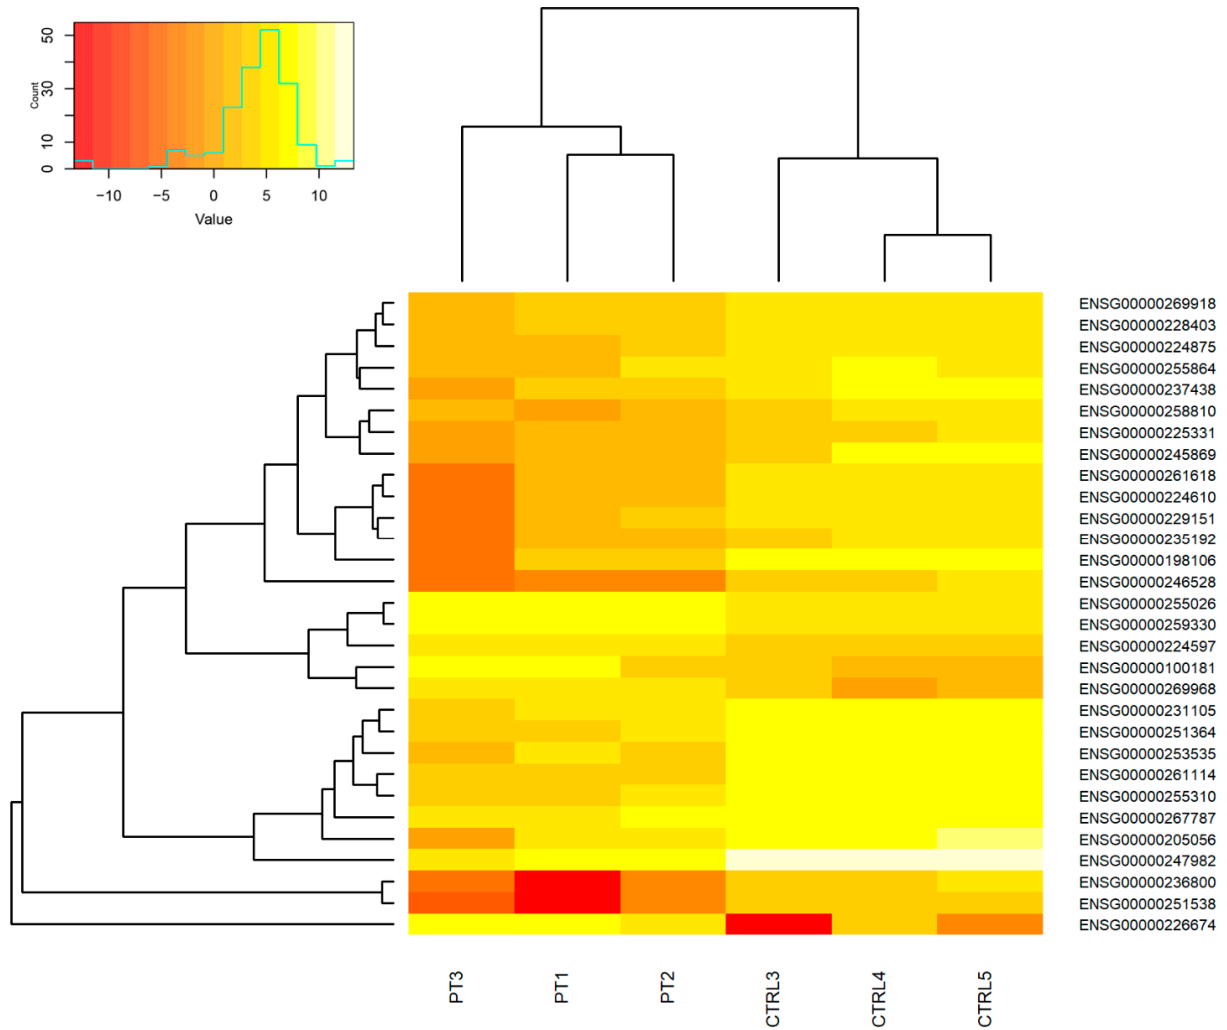 50
30
10
0
Count
−10 −5 0 5 10
Value
ENSG00000269918
ENSG00000228403
ENSG00000224875
ENSG00000255864
ENSG00000237438
ENSG00000258810
ENSG00000225331
ENSG00000245869
ENSG00000261618
ENSG00000224610
ENSG00000229151
ENSG00000235192
ENSG00000198106
ENSG00000246528
ENSG00000255026
ENSG00000259330
ENSG00000224597
ENSG00000100181
ENSG00000269968
ENSG00000231105
ENSG00000251364
ENSG00000253535
ENSG00000261114
ENSG00000255310
ENSG00000267787
ENSG00000205056
ENSG00000247982
ENSG00000236800
ENSG00000251538
ENSG00000226674
PT3 PT1 PT2 CTRL3 CTRL4 CTRL5